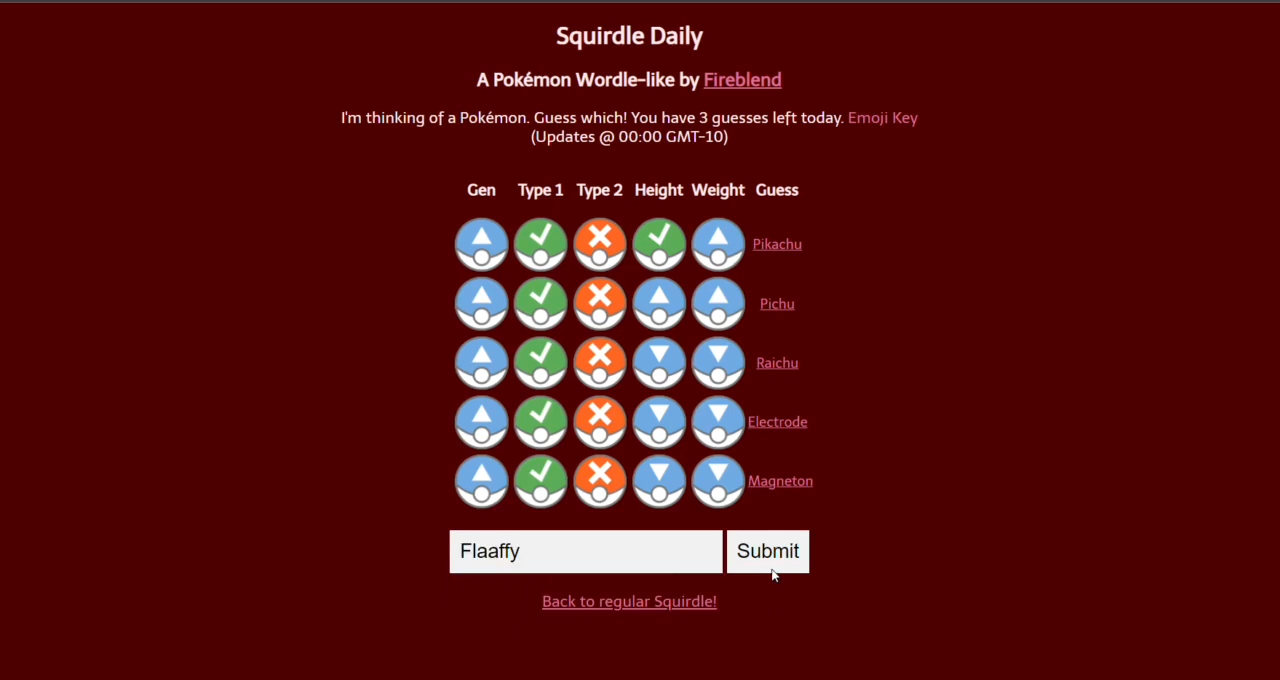 Squirdle Daily
A Pokémon Wordle-like by Fireblend
I'm thinking of a Pokémon. Guess which! You have 3 guesses left today. Emoji Key
(Updates @ 00:00 GMT-10)
Gen Type 1 Type 2 Height Weight Guess
Pikachu
Pichu
Raichu
Electrode
Magneton
Flaaffy Submit
Back to regular Squirdle!